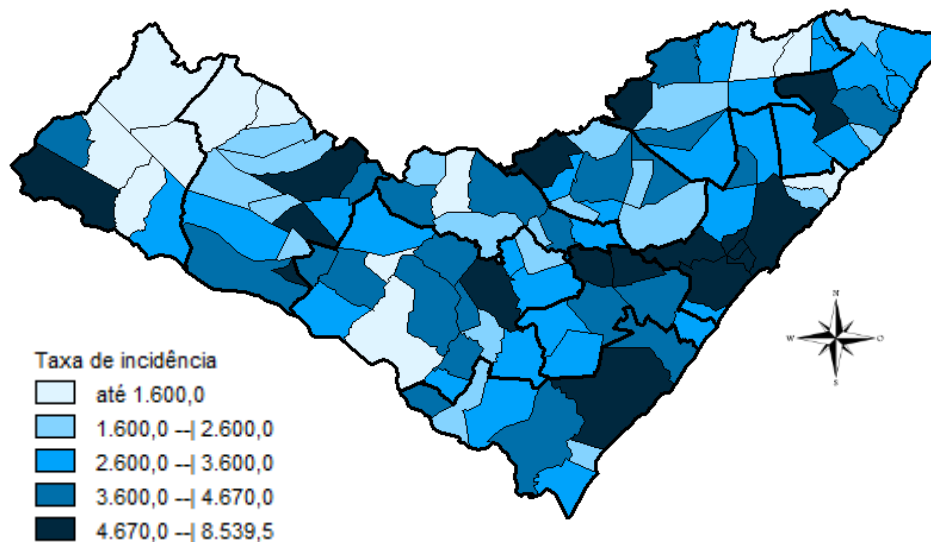 Taxa de incidência
até 1.600,0
1.600,0 --| 2.600,0
2.600,0 --| 3.600,0
3.600,0 --| 4.670,0
4.670,0 --| 8.539,5
N
W O
S